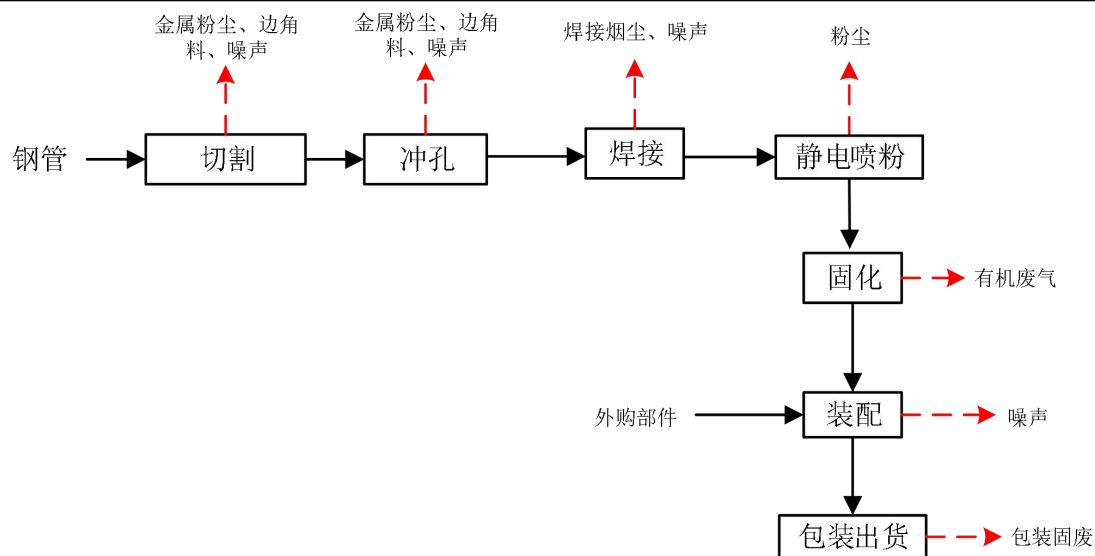 金属粉尘、边角
料、噪声
金属粉尘、边角
料、噪声
焊接烟尘、噪声
粉尘
钢管
切割
冲孔
焊接
静电喷粉
固化
有机废气
外购部件
装配
噪声
包装出货
包装固废